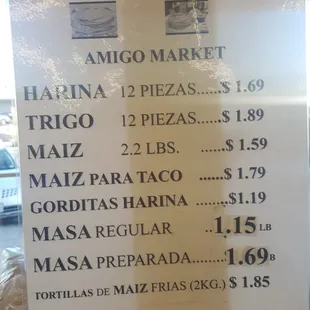 AMIGO MARKET
HARINA 12 PIEZAS.....$ 1.69
TRIGO 12 PIEZAS......$ 1.89
MAIZ 2.2 LBS. ......$ 1.59
MAIZ PARA TACO ......$ 1.79
GORDITAS HARINA ........$1.19
MASA REGULAR ..1.15 LB
MASA PREPARADA........1.69 B
TORTILLAS DE MAIZ FRIAS (2KG.) $ 1.85